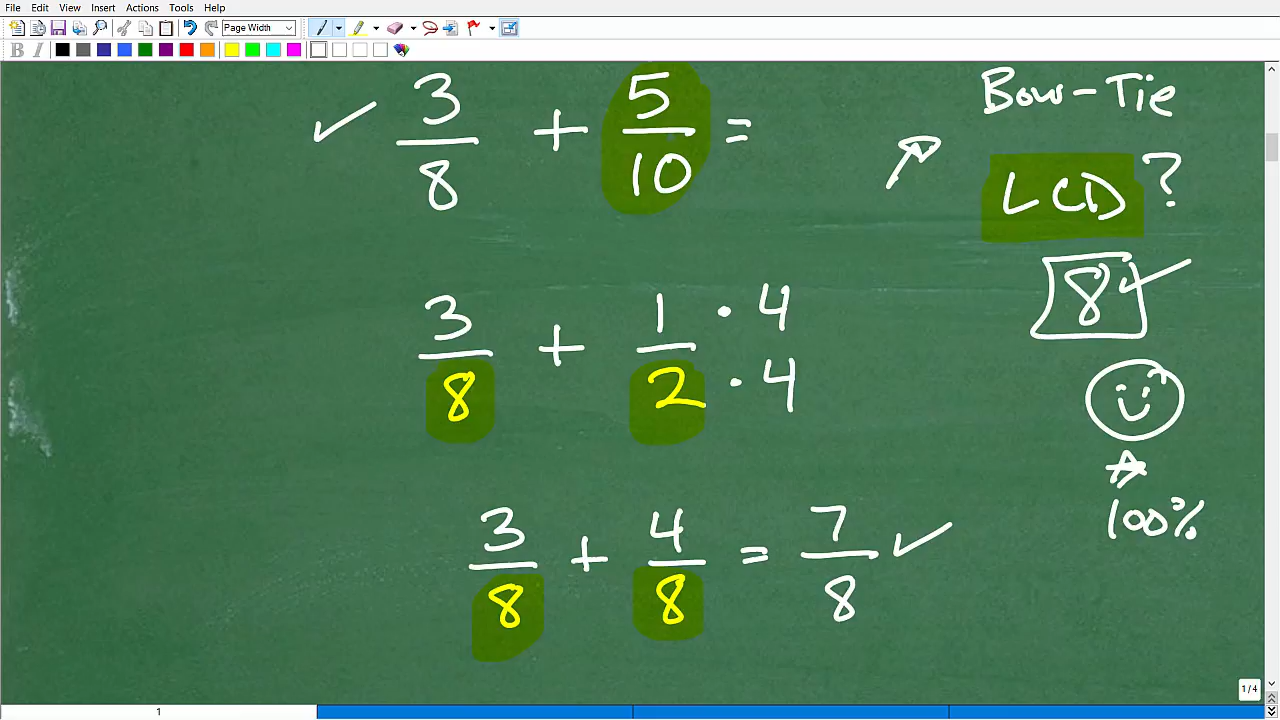 File Edit View Insert Actions Tools Help
Page Width
B I
3/8 + 5/10 =
Bow-Tie
LCD?
8
3/8 + 1/2 · 4/4
100%
3/8 + 4/8 = 7/8
1/4
1